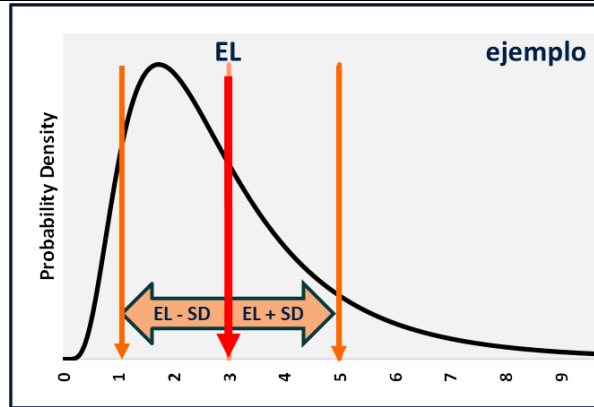 EL ejemplo
Probability Density
EL - SD EL + SD
0 1 2 3 4 5 6 7 8 9